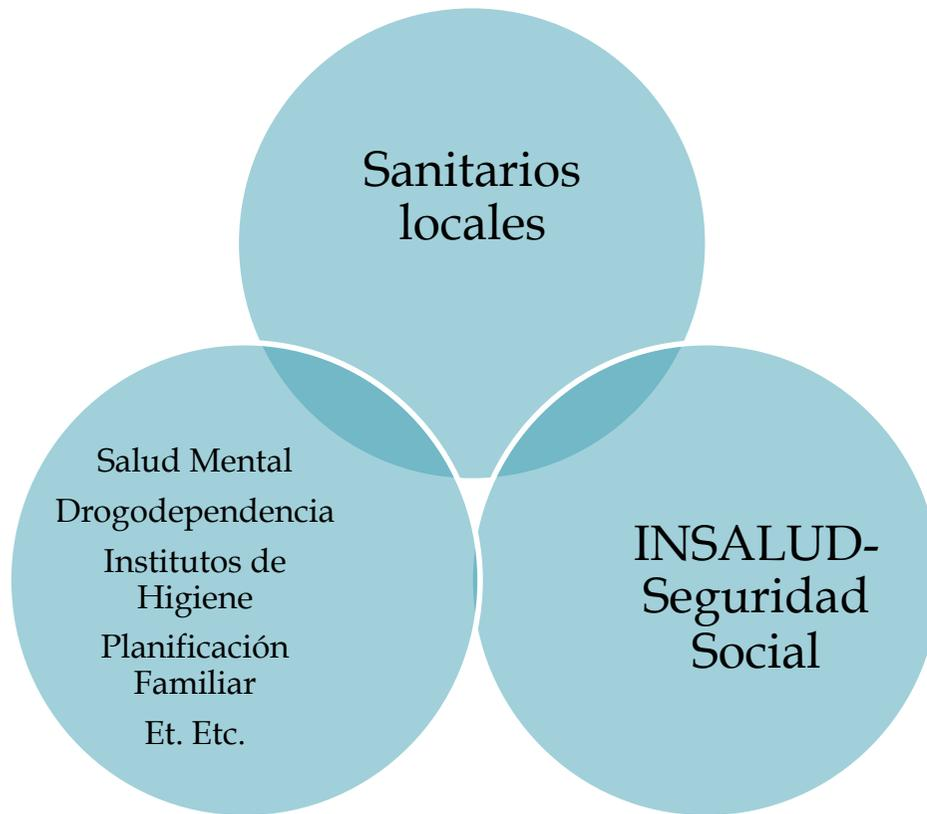 Sanitarios
locales
Salud Mental
Drogodependencia
Institutos de
Higiene
Planificación
Familiar
Et. Etc.
INSALUD-
Seguridad
Social